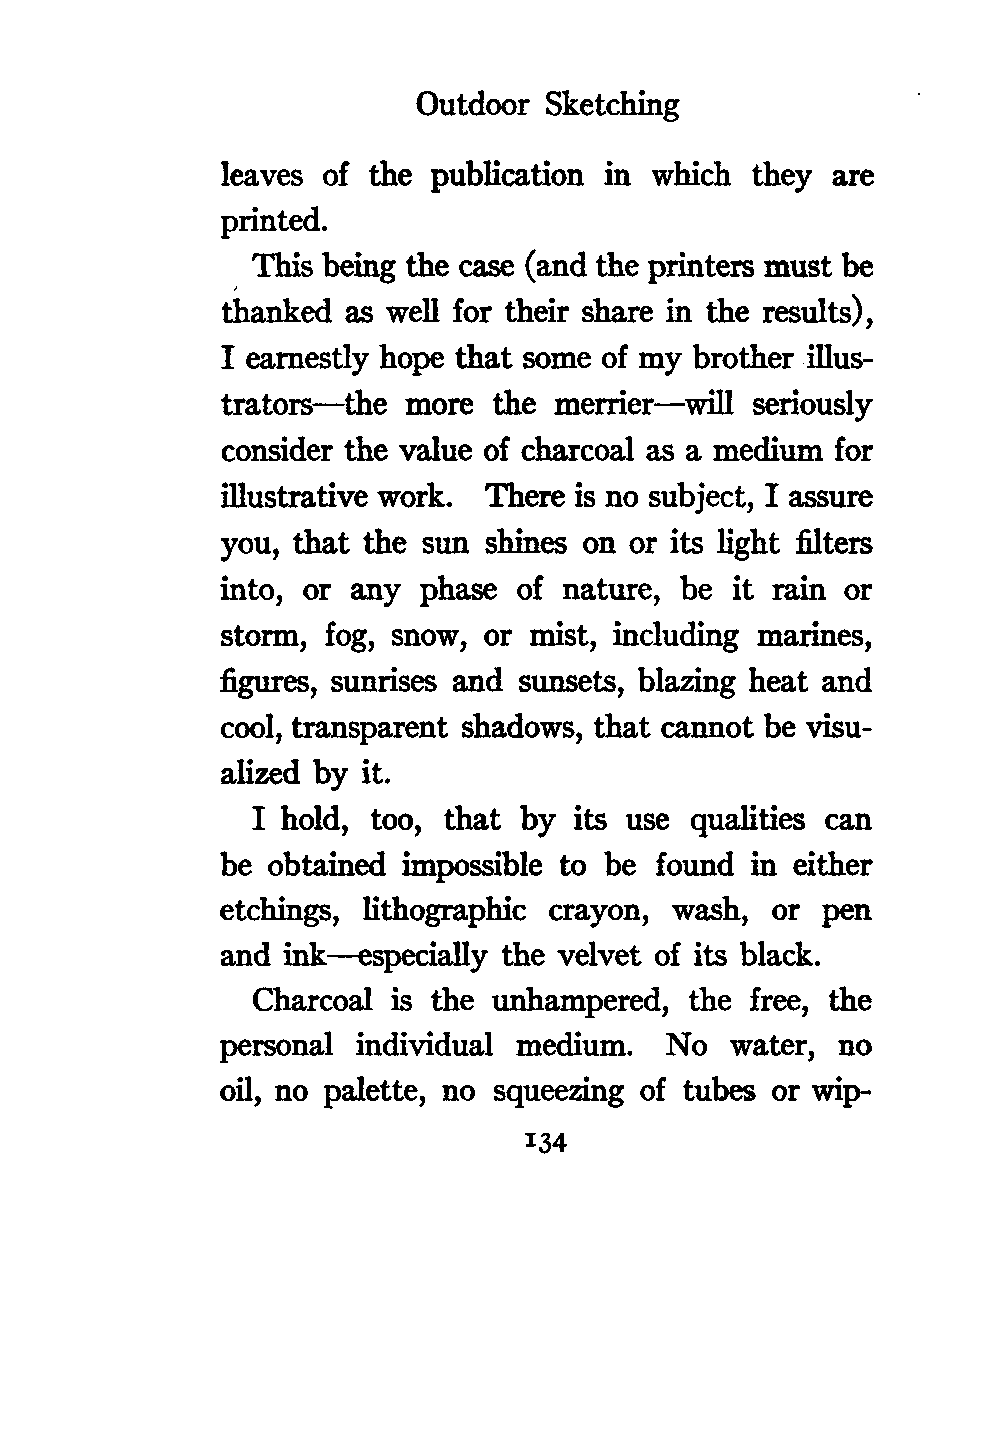 Outdoor Sketching
leaves of the publication in which they are
printed.
This being the case (and the printers must be
thanked as well for their share in the results),
I earnestly hope that some of my brother illus-
trators—the more the merrier—will seriously
consider the value of charcoal as a medium for
illustrative work. There is no subject, I assure
you, that the sun shines on or its light filters
into, or any phase of nature, be it rain or
storm, fog, snow, or mist, including marines,
figures, sunrises and sunsets, blazing heat and
cool, transparent shadows, that cannot be visu-
alized by it.
I hold, too, that by its use qualities can
be obtained impossible to be found in either
etchings, lithographic crayon, wash, or pen
and ink—especially the velvet of its black.
Charcoal is the unhampered, the free, the
personal individual medium. No water, no
oil, no palette, no squeezing of tubes or wip-
134